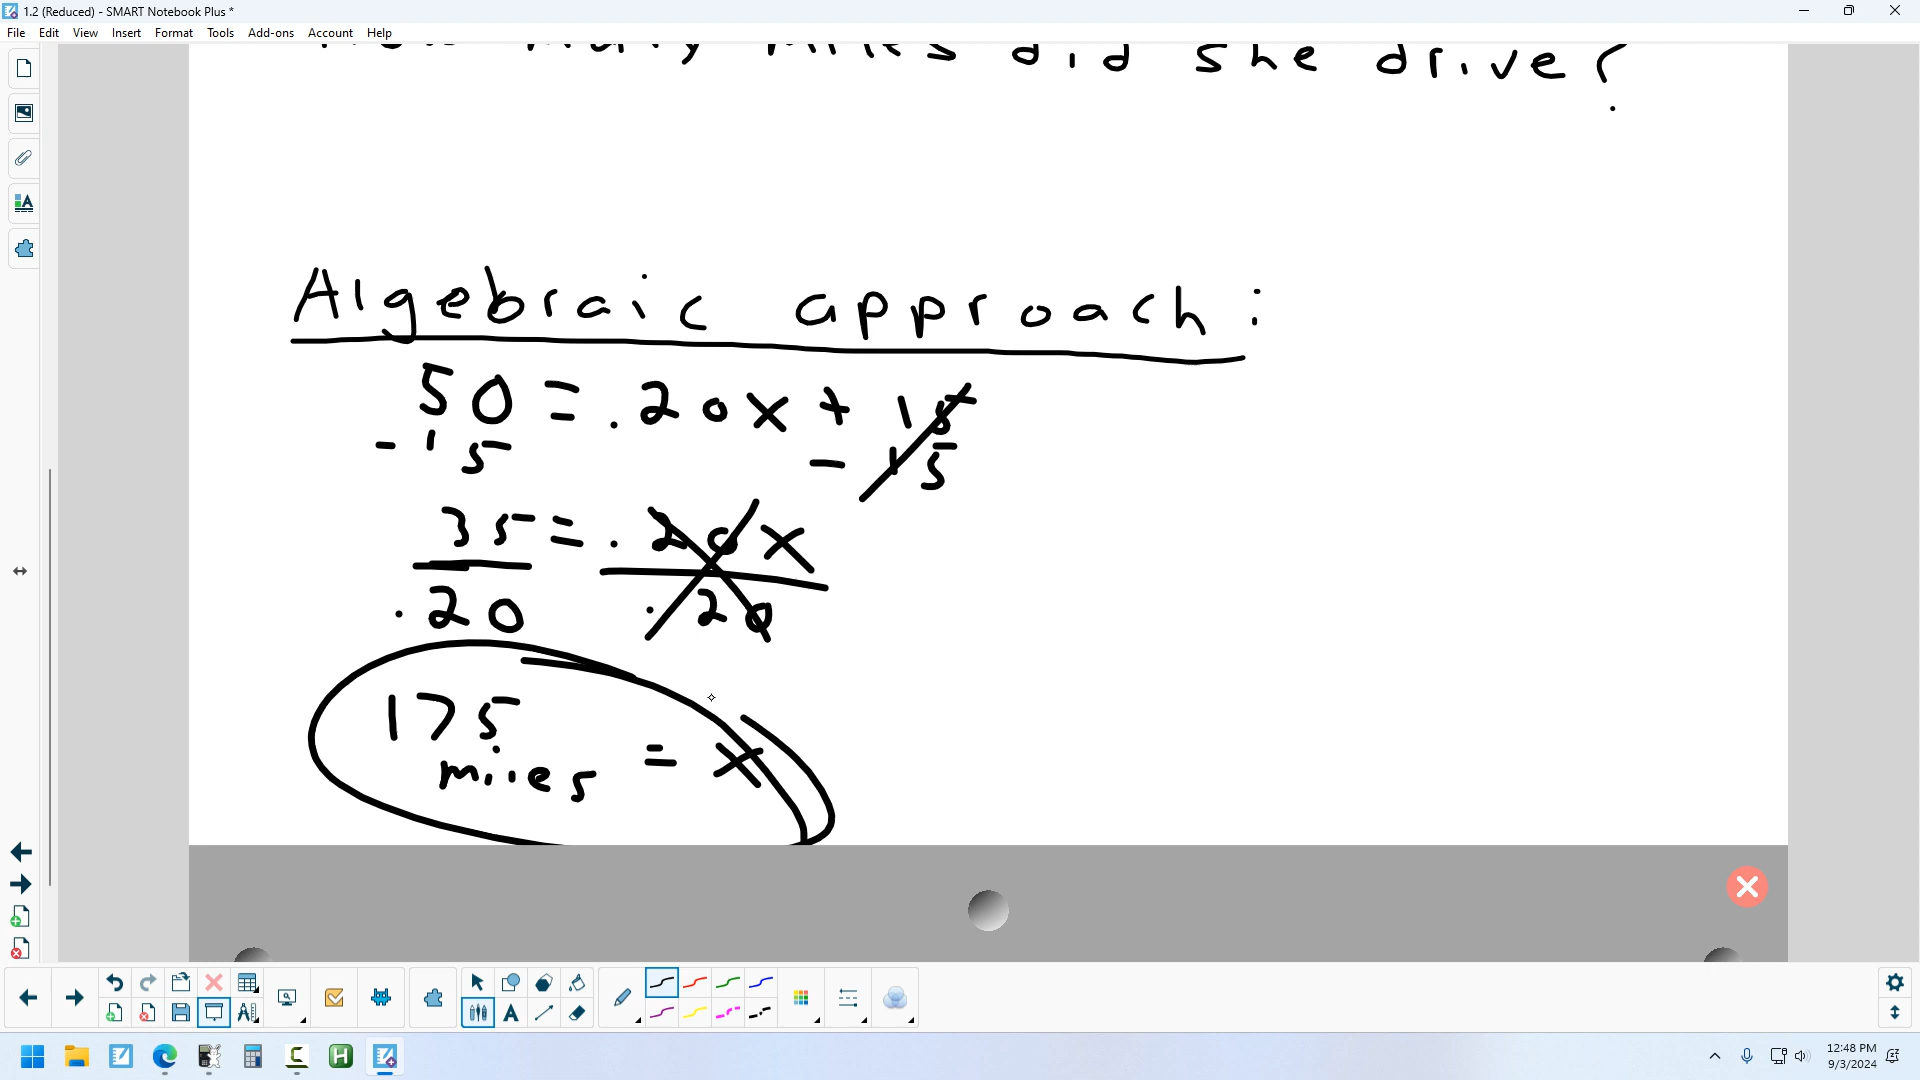 1.2 (Reduced) - SMART Notebook Plus *
File Edit View Insert Format Tools Add-ons Account Help
many miles did she drive?
Algebraic approach:
50 = .20x + 15
- 15 - 15
35 = .20x
.20 .20
175
miles = x
12:48 PM
9/3/2024